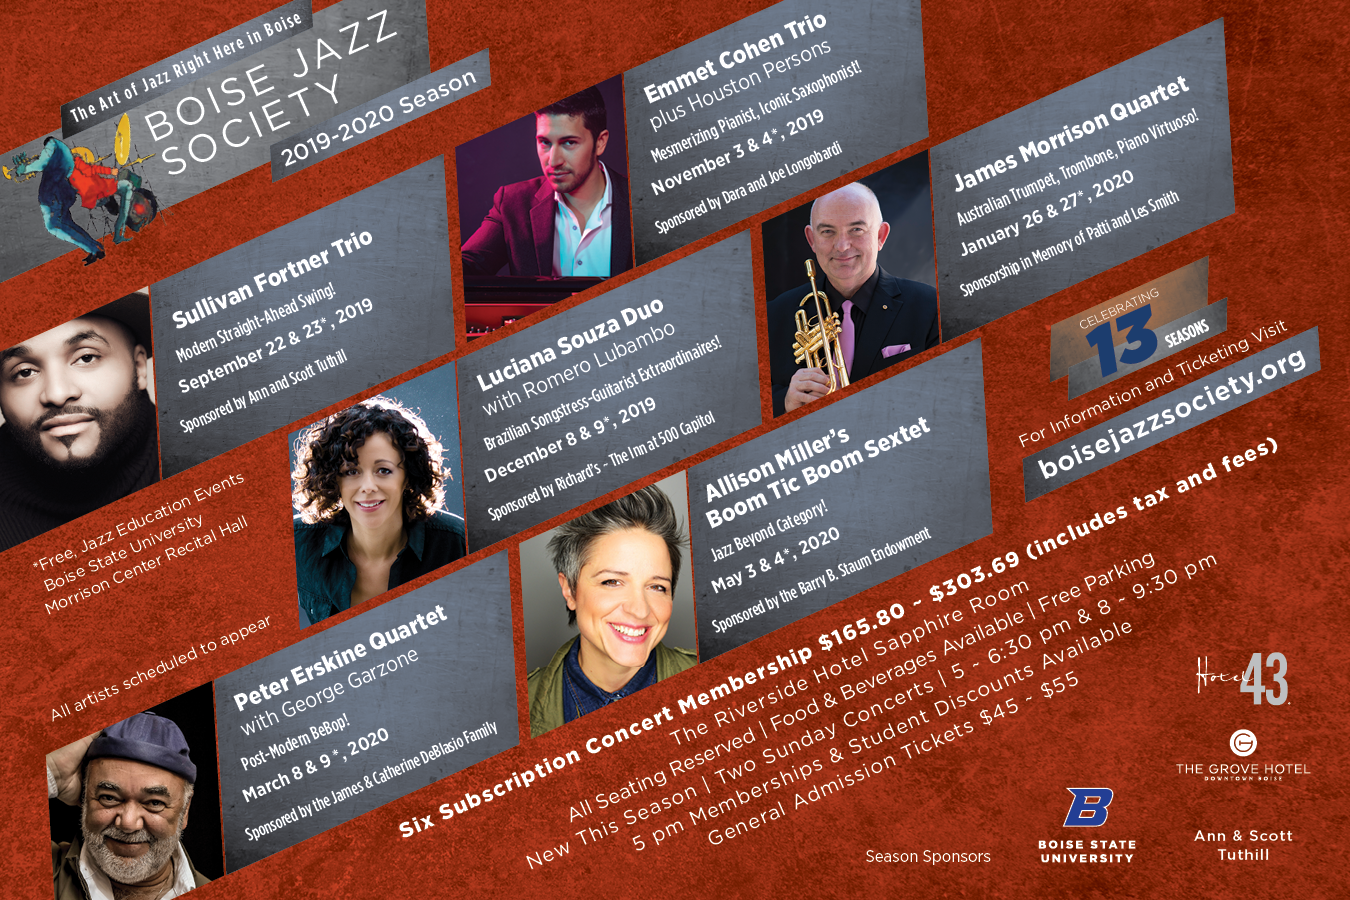 The Art of Jazz Right Here in Boise
BOISE JAZZ
SOCIETY
2019-2020 Season
Sullivan Fortner Trio
Modern Straight-Ahead Swing!
September 22 & 23*, 2019
Sponsored by Ann and Scott Tuthill
Emmet Cohen Trio
plus Houston Persons
Mesmerizing Pianist, Iconic Saxophonist!
November 3 & 4*, 2019
Sponsored by Dara and Joe Longobardi
Luciana Souza Duo
with Romero Lubambo
Brazilian Songstress-Guitarist Extraordinaires!
December 8 & 9*, 2019
Sponsored by Richard's ~ The Inn at 500 Capitol
James Morrison Quartet
Australian Trumpet, Trombone, Piano Virtuoso!
January 26 & 27*, 2020
Sponsorship in Memory of Patti and Les Smith
Peter Erskine Quartet
with George Garzone
Post-Modern BeBop!
March 8 & 9*, 2020
Sponsored by the James & Catherine DeBlasio Family
Allison Miller's
Boom Tic Boom Sextet
Jazz Beyond Category!
May 3 & 4*, 2020
Sponsored by the Barry B. Staum Endowment
*Free, Jazz Education Events
Boise State University
Morrison Center Recital Hall
All artists scheduled to appear
CELEBRATING
13
SEASONS
For Information and Ticketing Visit
boisejazzsociety.org
Six Subscription Concert Membership $165.80 ~ $303.69 (includes tax and fees)
The Riverside Hotel Sapphire Room
All Seating Reserved | Food & Beverages Available | Free Parking
New This Season | Two Sunday Concerts | 5 ~ 6:30 pm & 8 ~ 9:30 pm
5 pm Memberships & Student Discounts Available
General Admission Tickets $45 ~ $55
Season Sponsors
B
BOISE STATE
UNIVERSITY
Hotel 43
G
THE GROVE HOTEL
DOWNTOWN BOISE
Ann & Scott
Tuthill